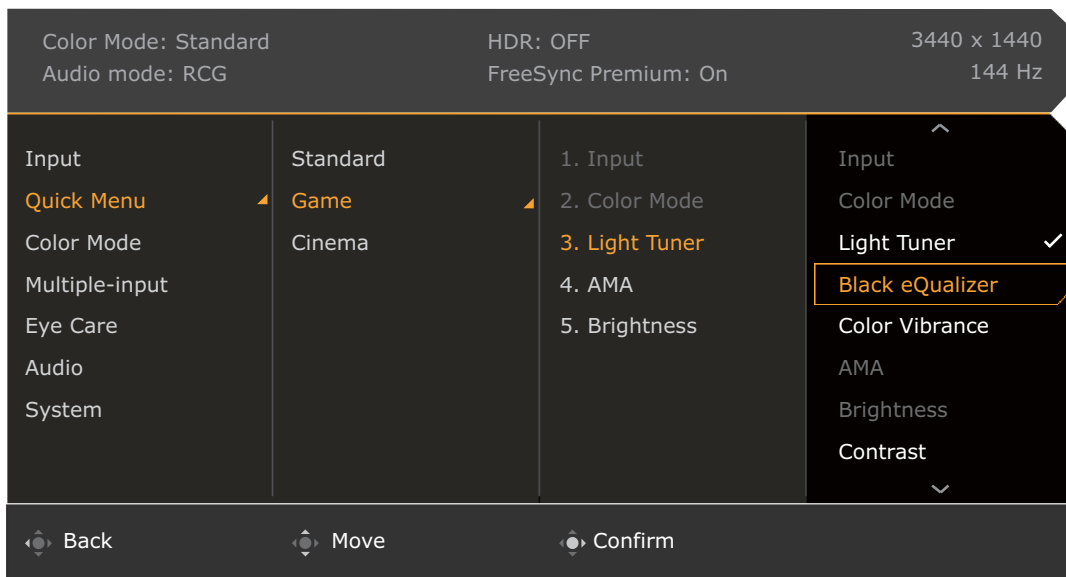 Color Mode: Standard
HDR: OFF
3440 x 1440
Audio mode: RCG
FreeSync Premium: On
144 Hz
Input
Quick Menu
Color Mode
Multiple-input
Eye Care
Audio
System
Standard
Game
Cinema
1. Input
2. Color Mode
3. Light Tuner
4. AMA
5. Brightness
Input
Color Mode
Light Tuner
Black eQualizer
Color Vibrance
AMA
Brightness
Contrast
Back
Move
Confirm